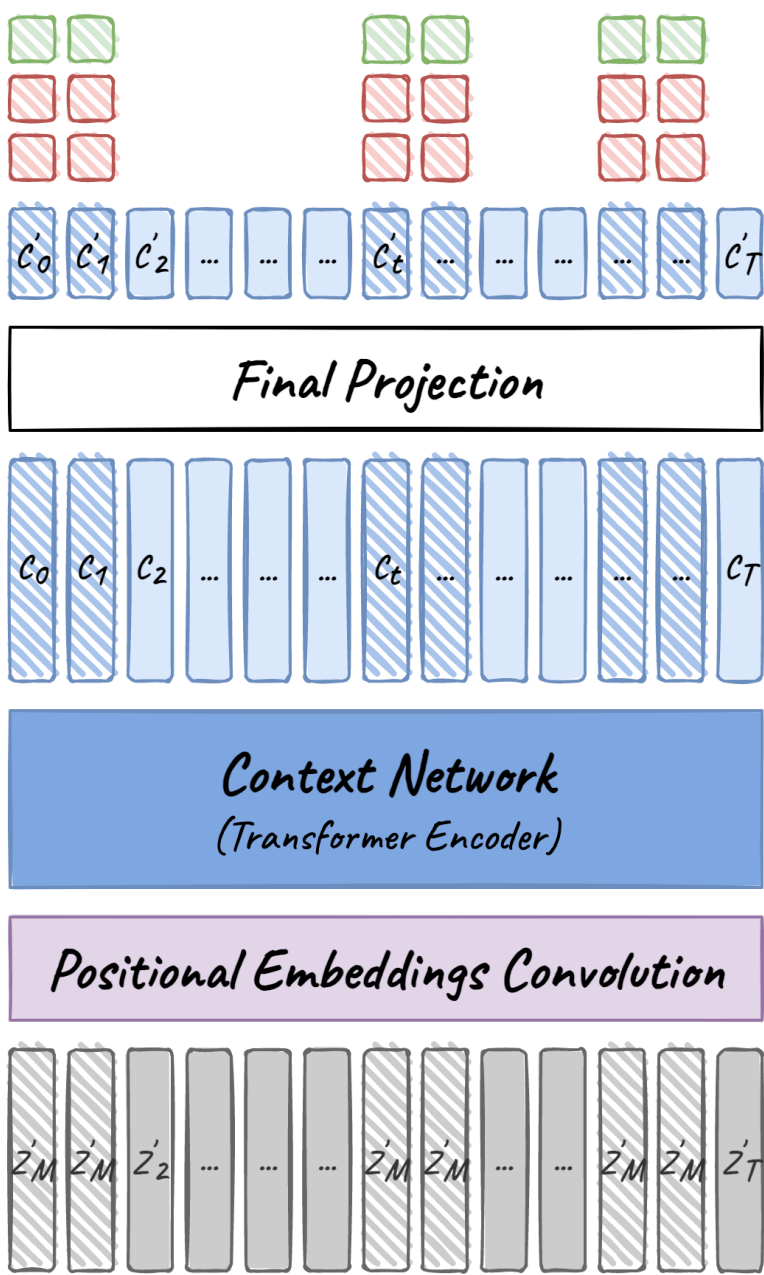 c'0 c'1 c'2 ... ... ... c't ... ... ... ... ... c'T
Final Projection
c0 c1 c2 ... ... ... ct ... ... ... ... ... cT
Context Network
(Transformer Encoder)
Positional Embeddings Convolution
z'M z'M z'2 ... ... ... z'M z'M ... ... z'M z'M z'T